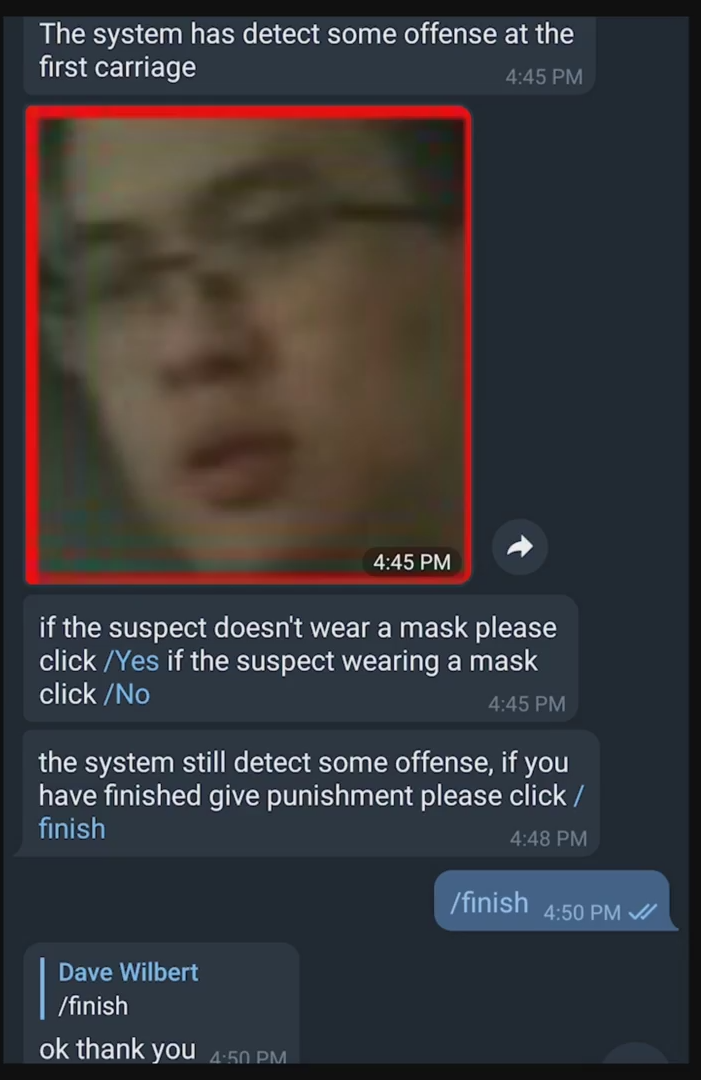 The system has detect some offense at the
first carriage
4:45 PM
4:45 PM
if the suspect doesn't wear a mask please
click /Yes if the suspect wearing a mask
click /No
4:45 PM
the system still detect some offense, if you
have finished give punishment please click /
finish
4:48 PM
/finish 4:50 PM
Dave Wilbert
/finish
ok thank you 4:50 PM